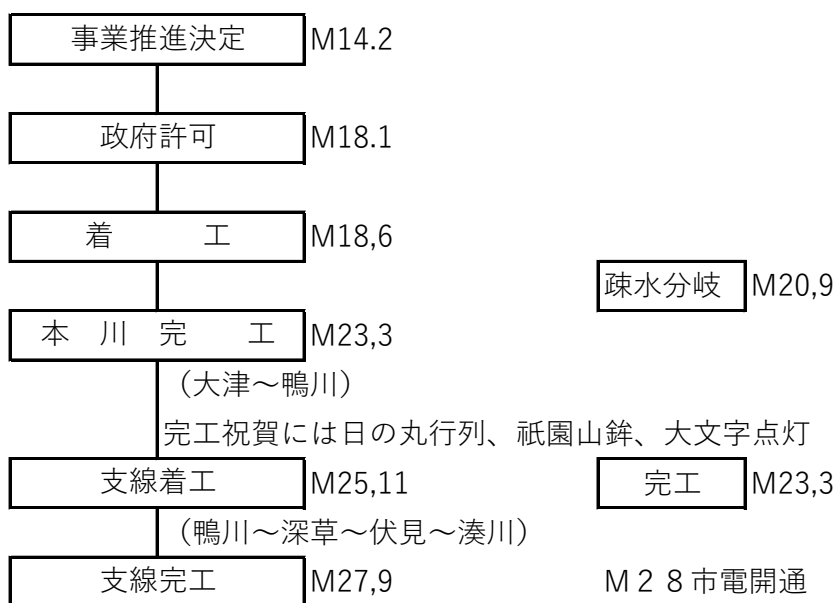 事業推進決定 M14.2
政府許可 M18.1
着 工 M18,6
疎水分岐 M20,9
本 川 完 工 M23,3
（大津～鴨川）
完工祝賀には日の丸行列、祇園山鉾、大文字点灯
支線着工 M25,11 完工 M23,3
（鴨川～深草～伏見～湊川）
支線完工 M27,9 M２８市電開通